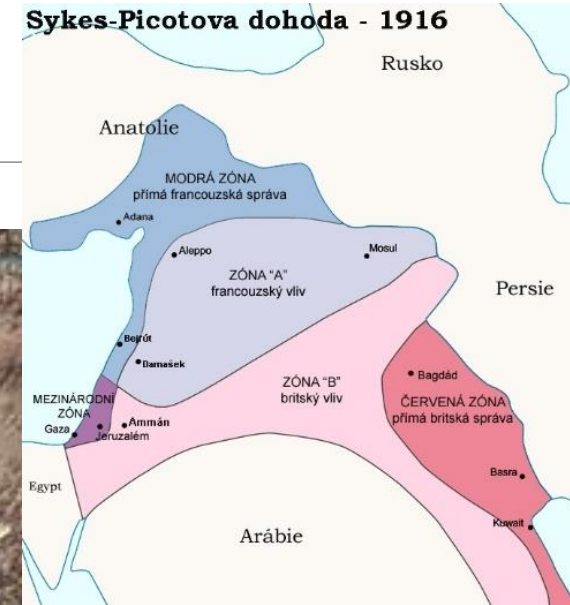 Sykes-Picotova dohoda - 1916
Rusko
Anatolie
MODRÁ ZÓNA
přímá francouzská správa
Adana
Aleppo
Mosul
ZÓNA "A"
francouzský vliv
Persie
Bejrút
Damašek
ZÓNA "B"
britský vliv
Bagdád
ČERVENÁ ZÓNA
přímá britská správa
MEZINÁRODNÍ
ZÓNA
Gaza
Jeruzalém
Ammán
Egypt
Basra
Kuwait
Arábie